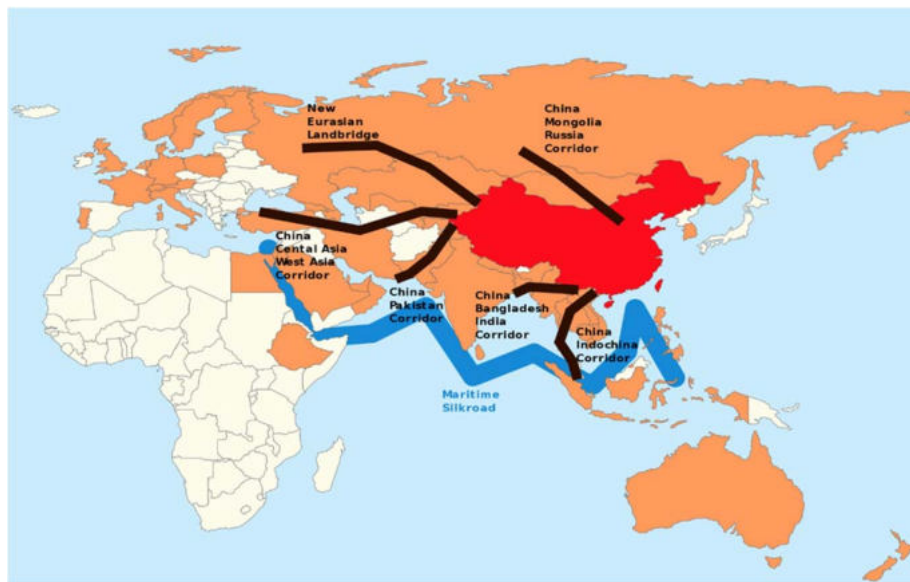 New
Eurasian
Landbridge
China
Mongolia
Russia
Corridor
China
Cental Asia
West Asia
Corridor
China
Pakistan
Corridor
China
Bangladesh
India
Corridor
China
Indochina
Corridor
Maritime
Silkroad